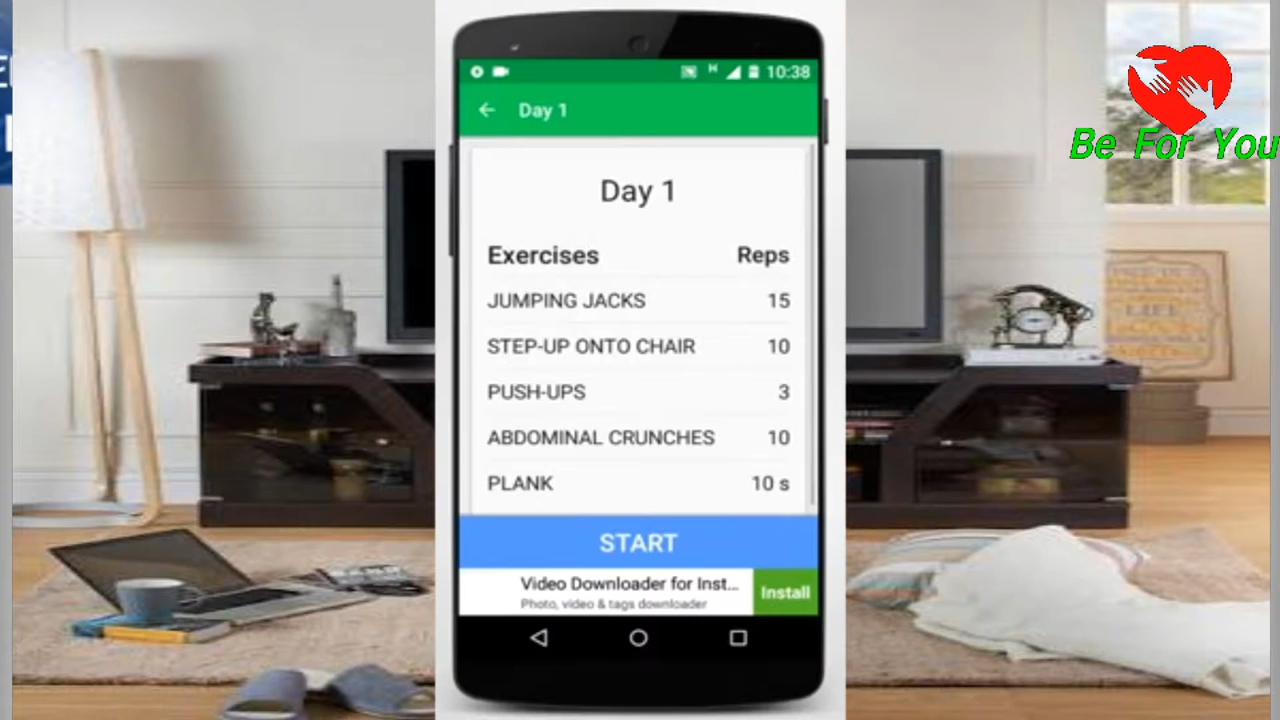 10:38
Day 1
Day 1
Exercises Reps
JUMPING JACKS 15
STEP-UP ONTO CHAIR 10
PUSH-UPS 3
ABDOMINAL CRUNCHES 10
PLANK 10 s
START
Video Downloader for Inst...
Photo, video & tags downloader
Install
Be For You